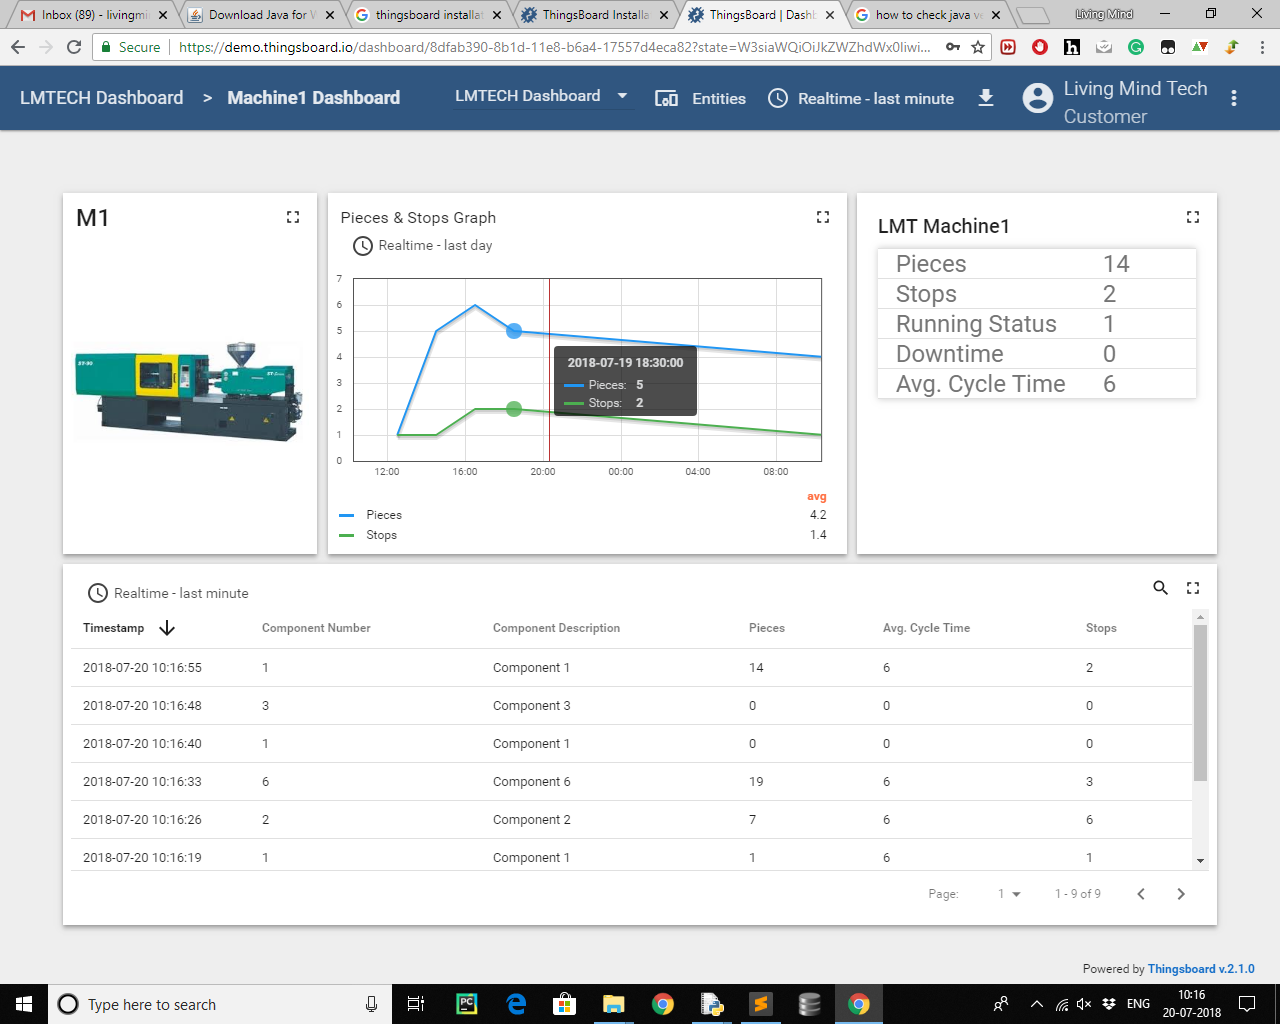 Inbox (89) - livingmi
Download Java for W
thingsboard installat
ThingsBoard Installa
ThingsBoard | Dashb
how to check java ve
Living Mind
Secure
https://demo.thingsboard.io/dashboard/8dfab390-8b1d-11e8-b6a4-17557d4eca82?state=W3siaWQiOiJkZWZhdWx0Iiwi...
LMTECH Dashboard > Machine1 Dashboard
LMTECH Dashboard
Entities
Realtime - last minute
Living Mind Tech
Customer
M1
ST-90
Pieces & Stops Graph
Realtime - last day
7
6
5
4
3
2
1
0
12:00 16:00 20:00 00:00 04:00 08:00
2018-07-19 18:30:00
Pieces: 5
Stops: 2
avg
Pieces 4.2
Stops 1.4
LMT Machine1
Pieces 14
Stops 2
Running Status 1
Downtime 0
Avg. Cycle Time 6
Realtime - last minute
Timestamp Component Number Component Description Pieces Avg. Cycle Time Stops
2018-07-20 10:16:55 1 Component 1 14 6 2
2018-07-20 10:16:48 3 Component 3 0 0 0
2018-07-20 10:16:40 1 Component 1 0 0 0
2018-07-20 10:16:33 6 Component 6 19 6 3
2018-07-20 10:16:26 2 Component 2 7 6 6
2018-07-20 10:16:19 1 Component 1 1 6 1
Page: 1 1 - 9 of 9
Powered by Thingsboard v.2.1.0
Type here to search
PC
ENG
10:16
20-07-2018